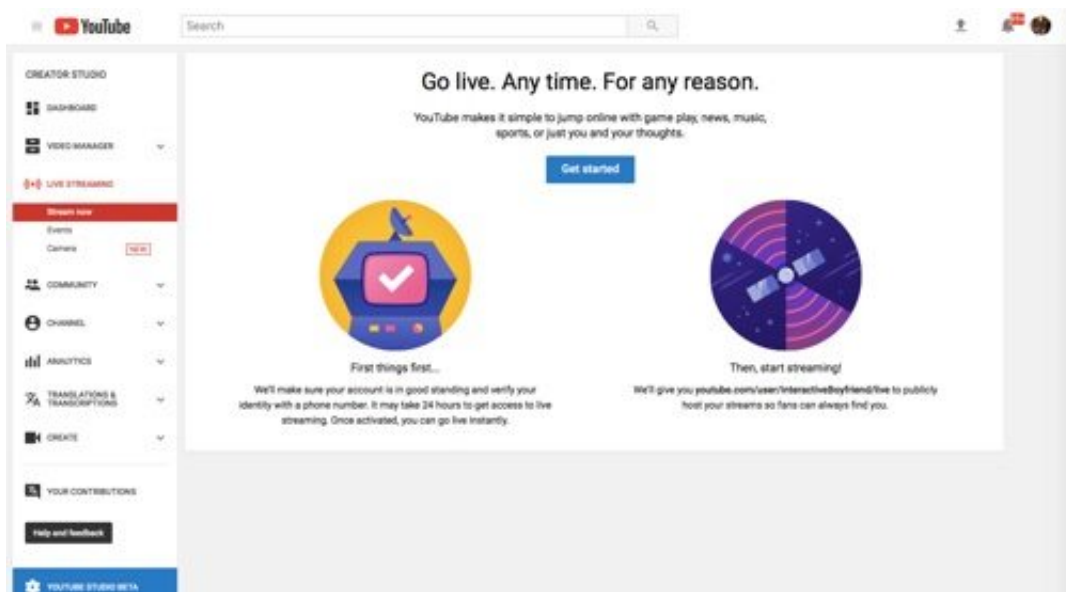 YouTube
Search
CREATOR STUDIO
DASHBOARD
VIDEO MANAGER
LIVE STREAMING
Stream now
Events
Camera NEW
COMMUNITY
CHANNEL
ANALYTICS
TRANSLATIONS &
TRANSCRIPTIONS
CREATE
YOUR CONTRIBUTIONS
Help and feedback
YOUTUBE STUDIO BETA
Go live. Any time. For any reason.
YouTube makes it simple to jump online with game play, news, music,
sports, or just you and your thoughts.
Get started
First things first...
We'll make sure your account is in good standing and verify your
identity with a phone number. It may take 24 hours to get access to live
streaming. Once activated, you can go live instantly.
Then, start streaming!
We'll give you youtube.com/user/InteractiveBoyfriend/live to publicly
host your streams so fans can always find you.